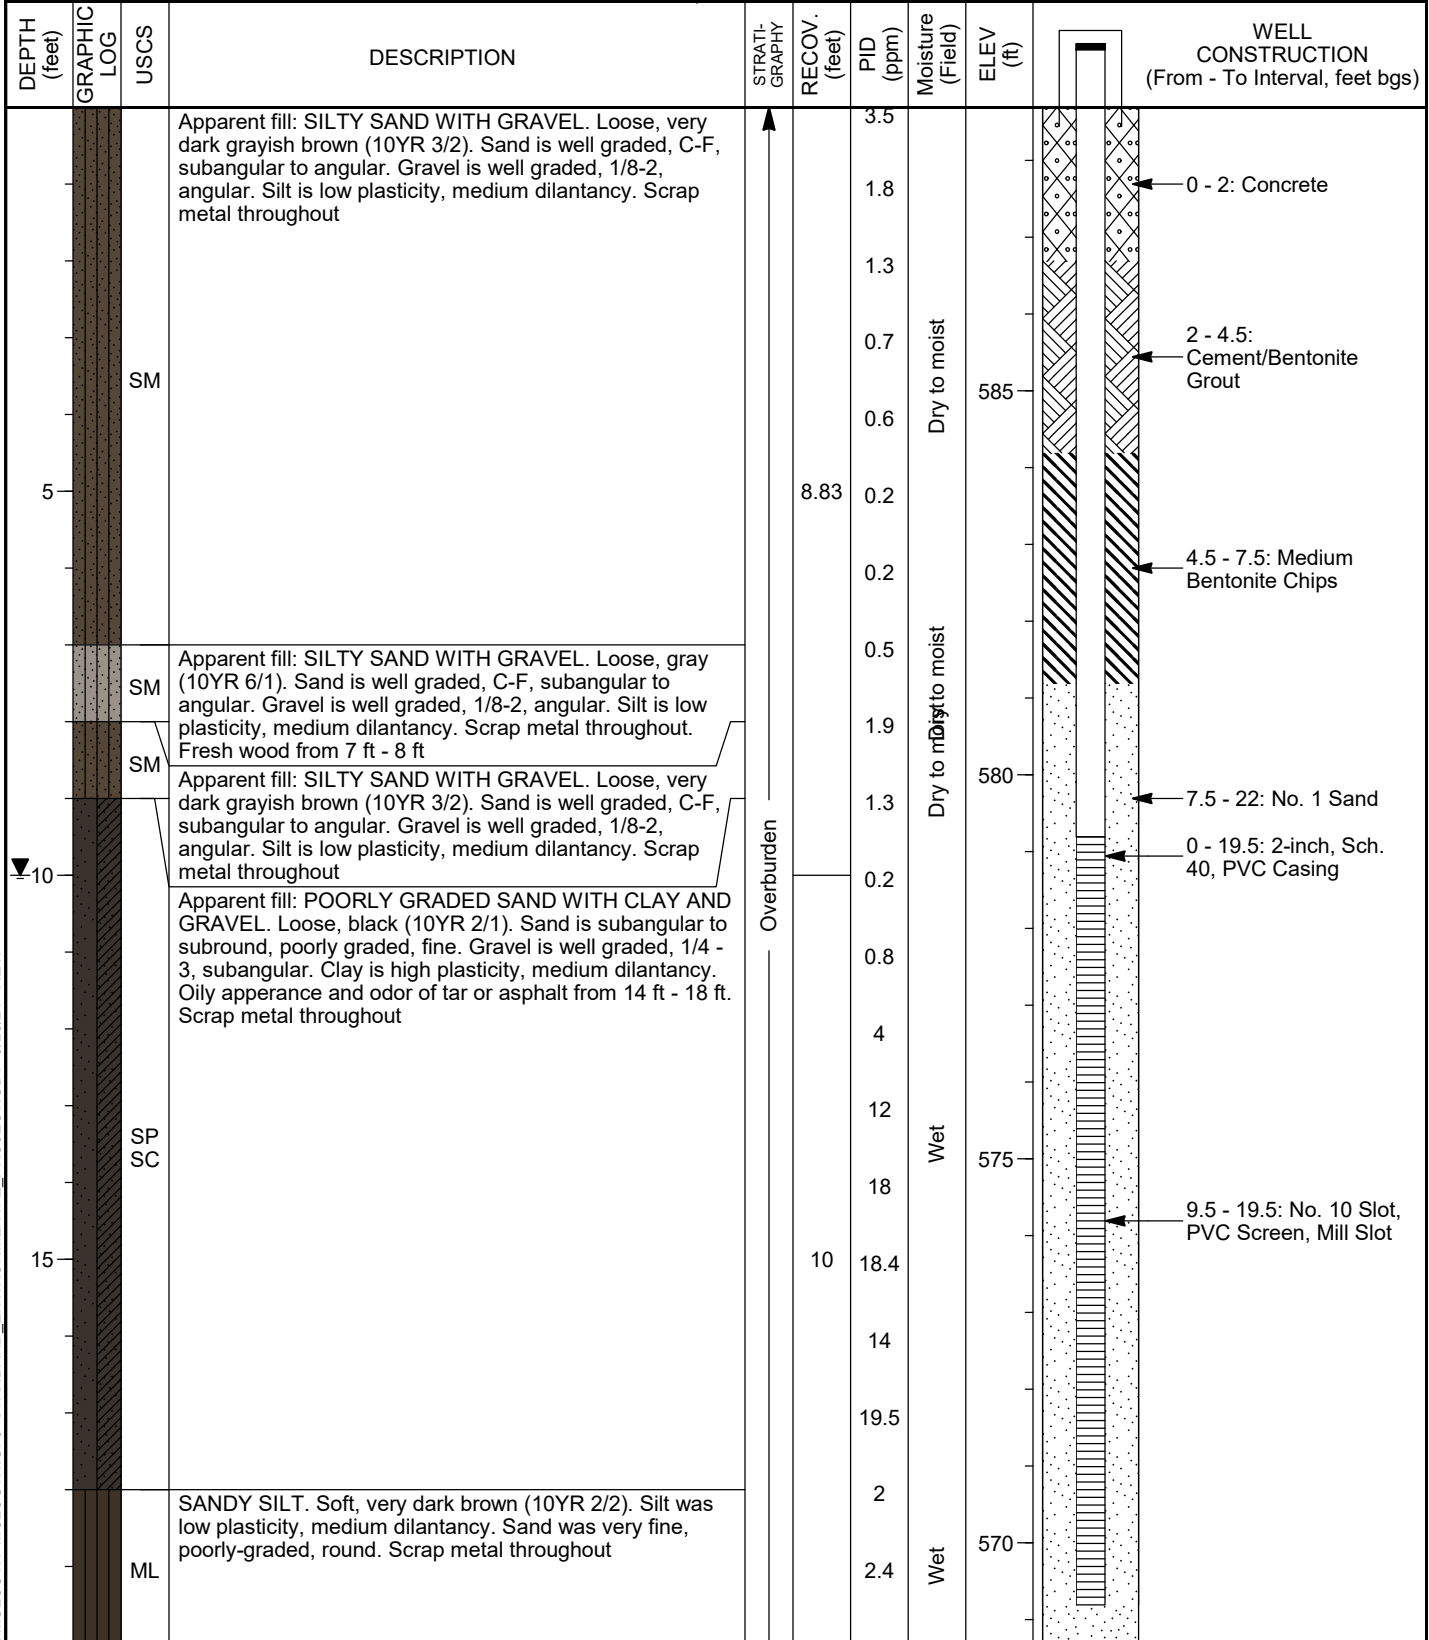 DEPTH
(feet)
GRAPHIC
LOG
USCS
DESCRIPTION
STRATI-
GRAPHY
RECOV.
(feet)
PID
(ppm)
Moisture
(Field)
ELEV
(ft)
WELL
CONSTRUCTION
(From - To Interval, feet bgs)
Apparent fill: SILTY SAND WITH GRAVEL. Loose, very
dark grayish brown (10YR 3/2). Sand is well graded, C-F,
subangular to angular. Gravel is well graded, 1/8-2,
angular. Silt is low plasticity, medium dilantancy. Scrap
metal throughout
SM
Apparent fill: SILTY SAND WITH GRAVEL. Loose, gray
(10YR 6/1). Sand is well graded, C-F, subangular to
angular. Gravel is well graded, 1/8-2, angular. Silt is low
plasticity, medium dilantancy. Scrap metal throughout.
Fresh wood from 7 ft - 8 ft
SM
Apparent fill: SILTY SAND WITH GRAVEL. Loose, very
dark grayish brown (10YR 3/2). Sand is well graded, C-F,
subangular to angular. Gravel is well graded, 1/8-2,
angular. Silt is low plasticity, medium dilantancy. Scrap
metal throughout
SM
Apparent fill: POORLY GRADED SAND WITH CLAY AND
GRAVEL. Loose, black (10YR 2/1). Sand is subangular to
subround, poorly graded, fine. Gravel is well graded, 1/4 -
3, subangular. Clay is high plasticity, medium dilantancy.
Oily apperance and odor of tar or asphalt from 14 ft - 18 ft.
Scrap metal throughout
SP
SC
SANDY SILT. Soft, very dark brown (10YR 2/2). Silt was
low plasticity, medium dilantancy. Sand was very fine,
poorly-graded, round. Scrap metal throughout
ML
5
10
15
Overburden
8.83
10
3.5
1.8
1.3
0.7
0.6
0.2
0.2
0.5
1.9
1.3
0.2
0.8
4
12
18
18.4
14
19.5
2
2.4
Dry to moist
Dry to moist
Dry to moist
Wet
Wet
585
580
575
570
0 - 2: Concrete
2 - 4.5:
Cement/Bentonite
Grout
4.5 - 7.5: Medium
Bentonite Chips
7.5 - 22: No. 1 Sand
0 - 19.5: 2-inch, Sch.
40, PVC Casing
9.5 - 19.5: No. 10 Slot,
PVC Screen, Mill Slot